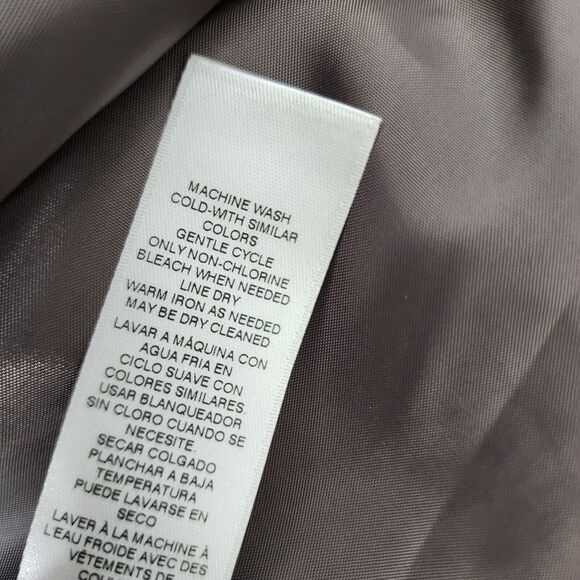 MACHINE WASH
COLD-WITH SIMILAR
COLORS
GENTLE CYCLE
ONLY NON-CHLORINE
BLEACH WHEN NEEDED
LINE DRY
WARM IRON AS NEEDED
MAY BE DRY CLEANED
LAVAR A MÁQUINA CON
AGUA FRIA EN
CICLO SUAVE CON
COLORES SIMILARES.
USAR BLANQUEADOR
SIN CLORO CUANDO SE
NECESITE.
SECAR COLGADO
PLANCHAR A BAJA
TEMPERATURA
PUEDE LAVARSE EN
SECO
LAVER À LA MACHINE À
L'EAU FROIDE AVEC DES
VÊTEMENTS DE